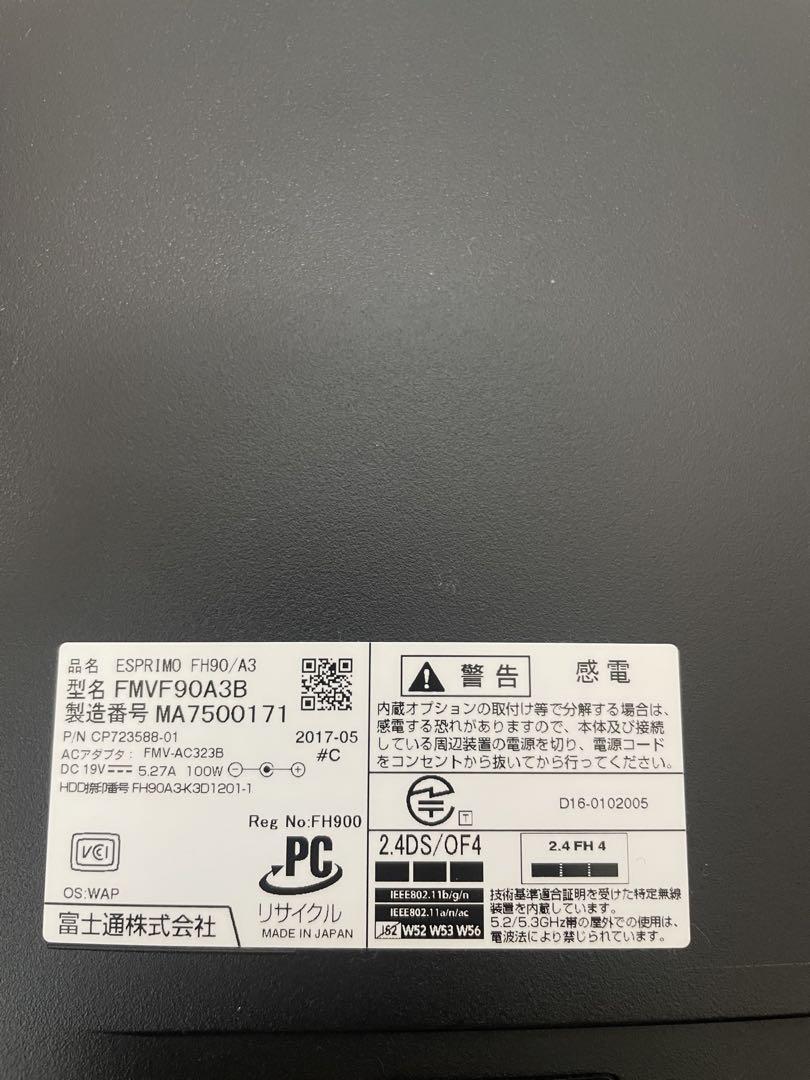 品名 ESPRIMO FH90/A3
型名 FMVF90A3B
製造番号 MA7500171
P/N CP723588-01 2017-05
ACアダプタ: FMV-AC323B #C
DC 19V 5.27A 100W
HDD捺印番号 FH90A3-K3D1201-1
Reg No:FH900
VCI
PC
OS:WAP
リサイクル
富士通株式会社
MADE IN JAPAN
警告 感電
内蔵オプションの取付け等で分解する場合は、
感電する恐れがありますので、本体及び接続
している周辺装置の電源を切り、電源コード
をコンセントから抜いてから行ってください。
T D16-0102005
2.4DS/OF4
2.4 FH 4
IEEE802.11b/g/n
IEEE802.11a/n/ac
J52 W52 W53 W56
技術基準適合証明を受けた特定無線
装置を内蔵しています。
5.2/5.3GHz帯の屋外での使用は、
電波法により禁じられています。